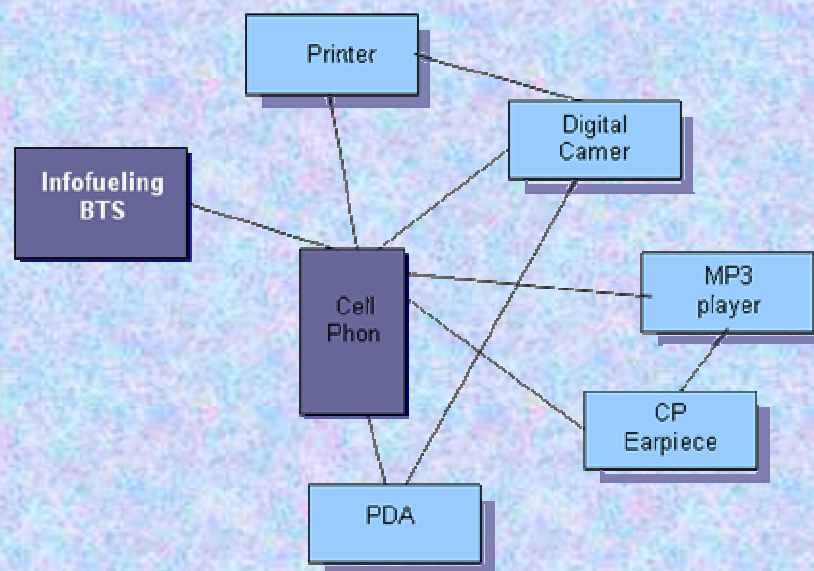 Printer
Digital
Camer
Infofueling
BTS
MP3
player
Cell
Phon
CP
Earpiece
PDA